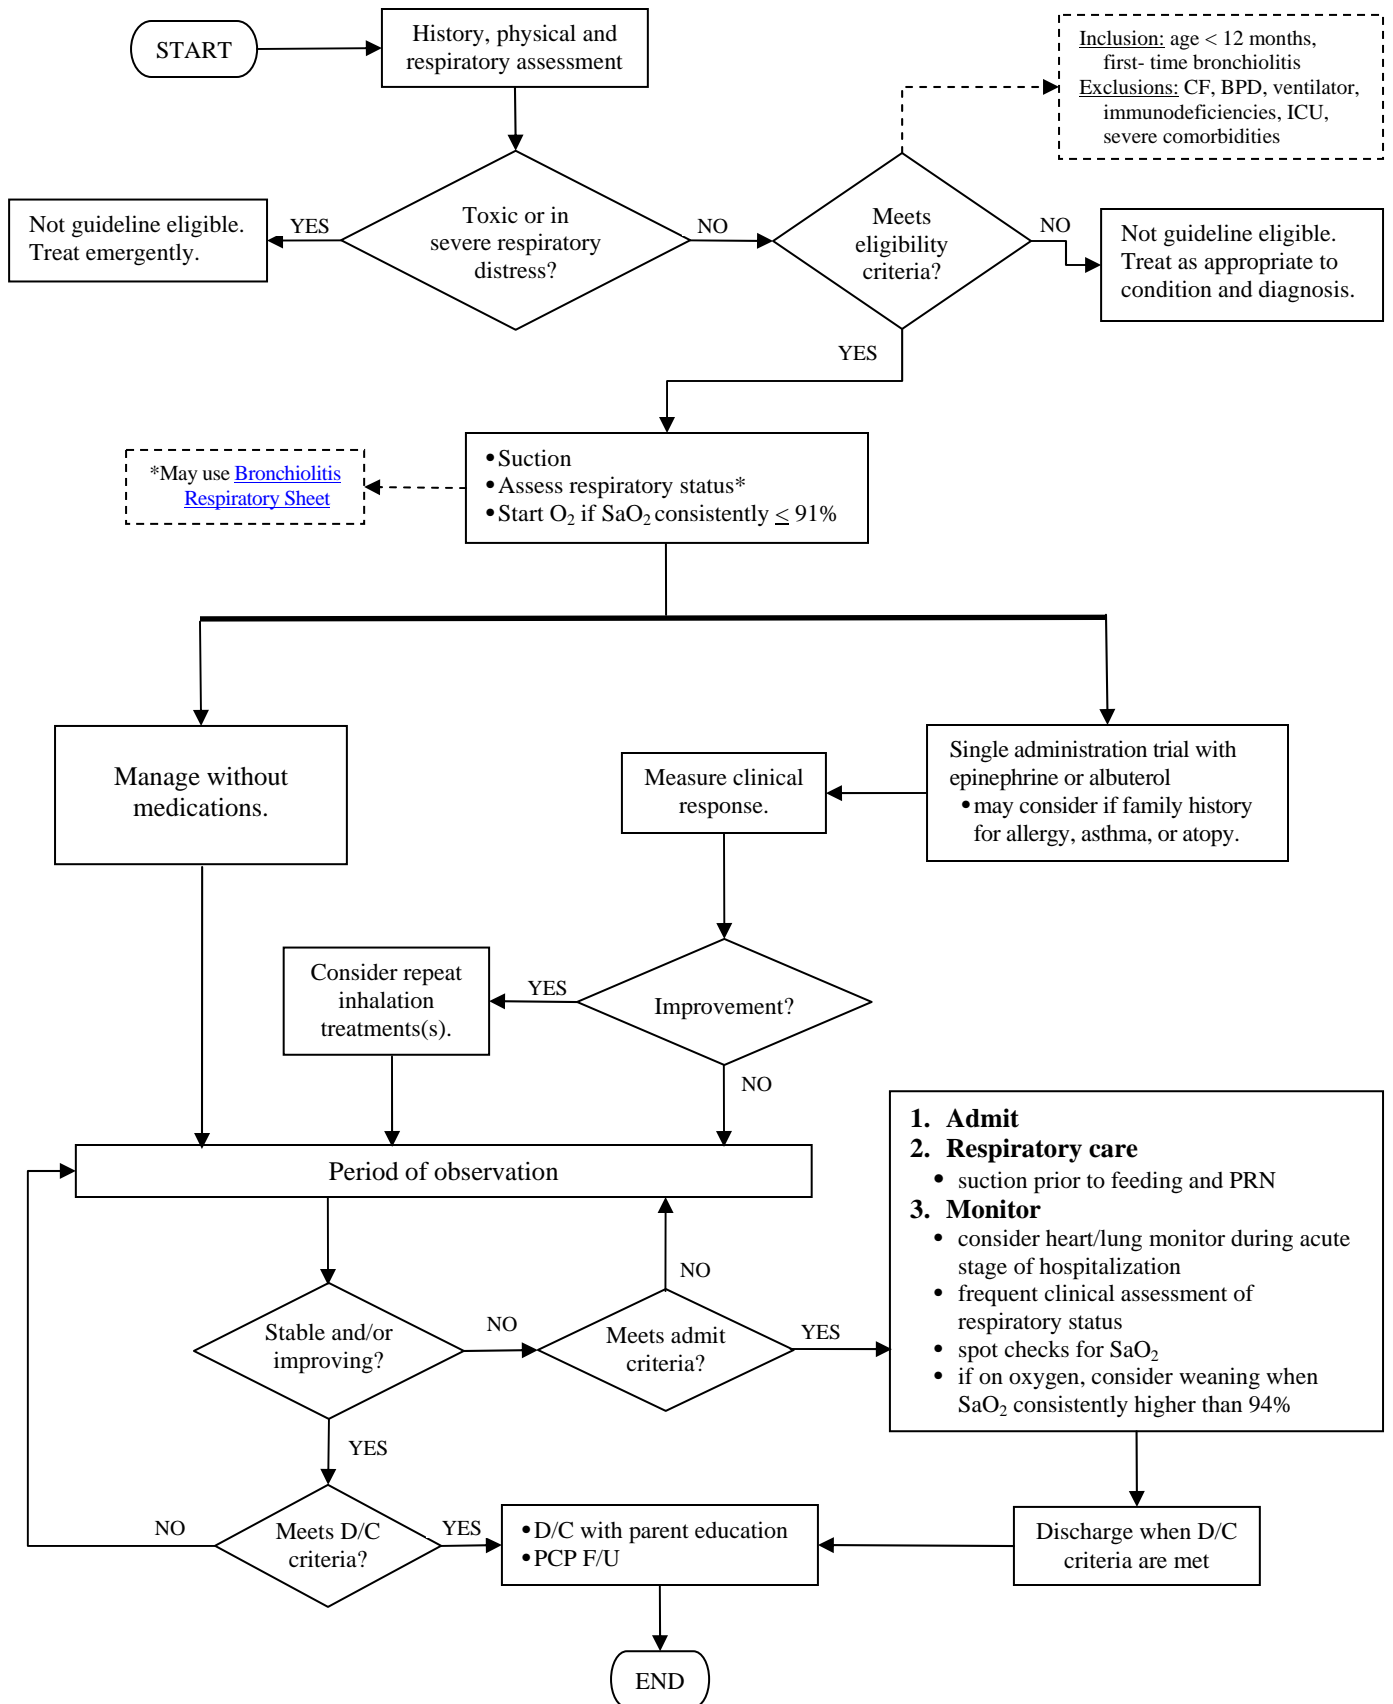 START
History, physical and
respiratory assessment
Inclusion: age < 12 months,
first- time bronchiolitis
Exclusions: CF, BPD, ventilator,
immunodeficiencies, ICU,
severe comorbidities
Not guideline eligible.
Treat emergently.
YES
Toxic or in
severe respiratory
distress?
NO
Meets
eligibility
criteria?
NO
Not guideline eligible.
Treat as appropriate to
condition and diagnosis.
YES
*May use Bronchiolitis
Respiratory Sheet
• Suction
• Assess respiratory status*
• Start O₂ if SaO₂ consistently ≤ 91%
Manage without
medications.
Measure clinical
response.
Single administration trial with
epinephrine or albuterol
• may consider if family history
for allergy, asthma, or atopy.
Consider repeat
inhalation
treatments(s).
YES
Improvement?
NO
Period of observation
1. Admit
2. Respiratory care
• suction prior to feeding and PRN
3. Monitor
• consider heart/lung monitor during acute
stage of hospitalization
• frequent clinical assessment of
respiratory status
• spot checks for SaO₂
• if on oxygen, consider weaning when
SaO₂ consistently higher than 94%
Stable and/or
improving?
NO
NO
Meets admit
criteria?
YES
YES
NO
Meets D/C
criteria?
YES
• D/C with parent education
• PCP F/U
Discharge when D/C
criteria are met
END